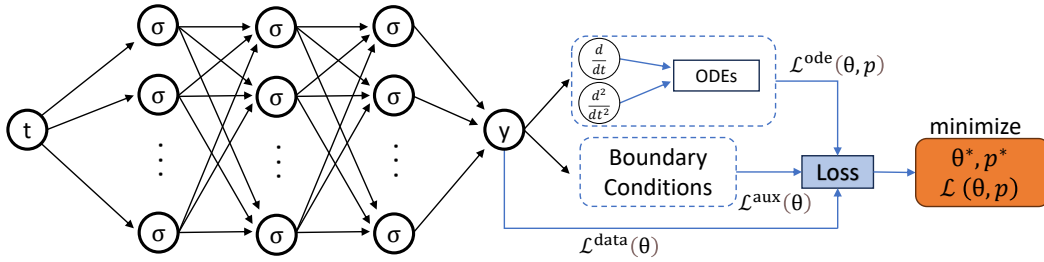 t
σ σ σ
σ σ σ
⋮ ⋮ ⋮
σ σ σ
y
d/dt
d²/dt²
ODEs
ℒ^ode(θ, p)
Boundary
Conditions
ℒ^aux(θ)
ℒ^data(θ)
Loss
minimize
θ*, p*
ℒ (θ, p)